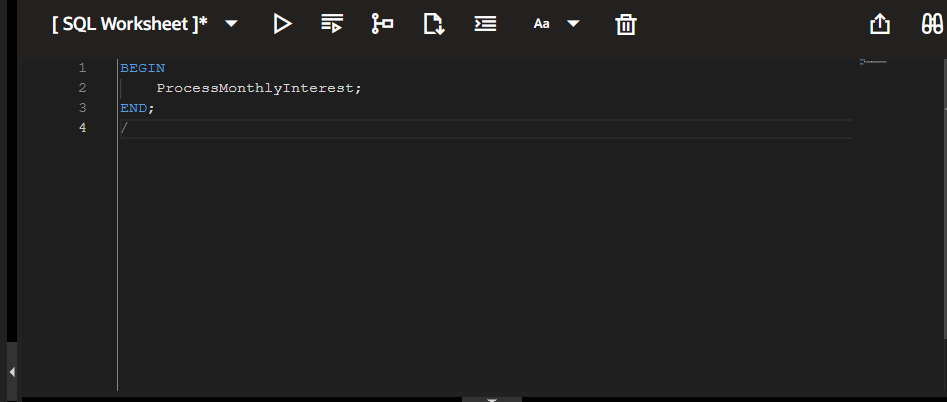 [ SQL Worksheet ]*
Aa
1 BEGIN
2 ProcessMonthlyInterest;
3 END;
4 /